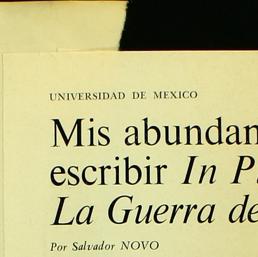 UNIVERSIDAD DE MEXICO
Mis abundan
escribir In P
La Guerra de
Por Salvador NOVO